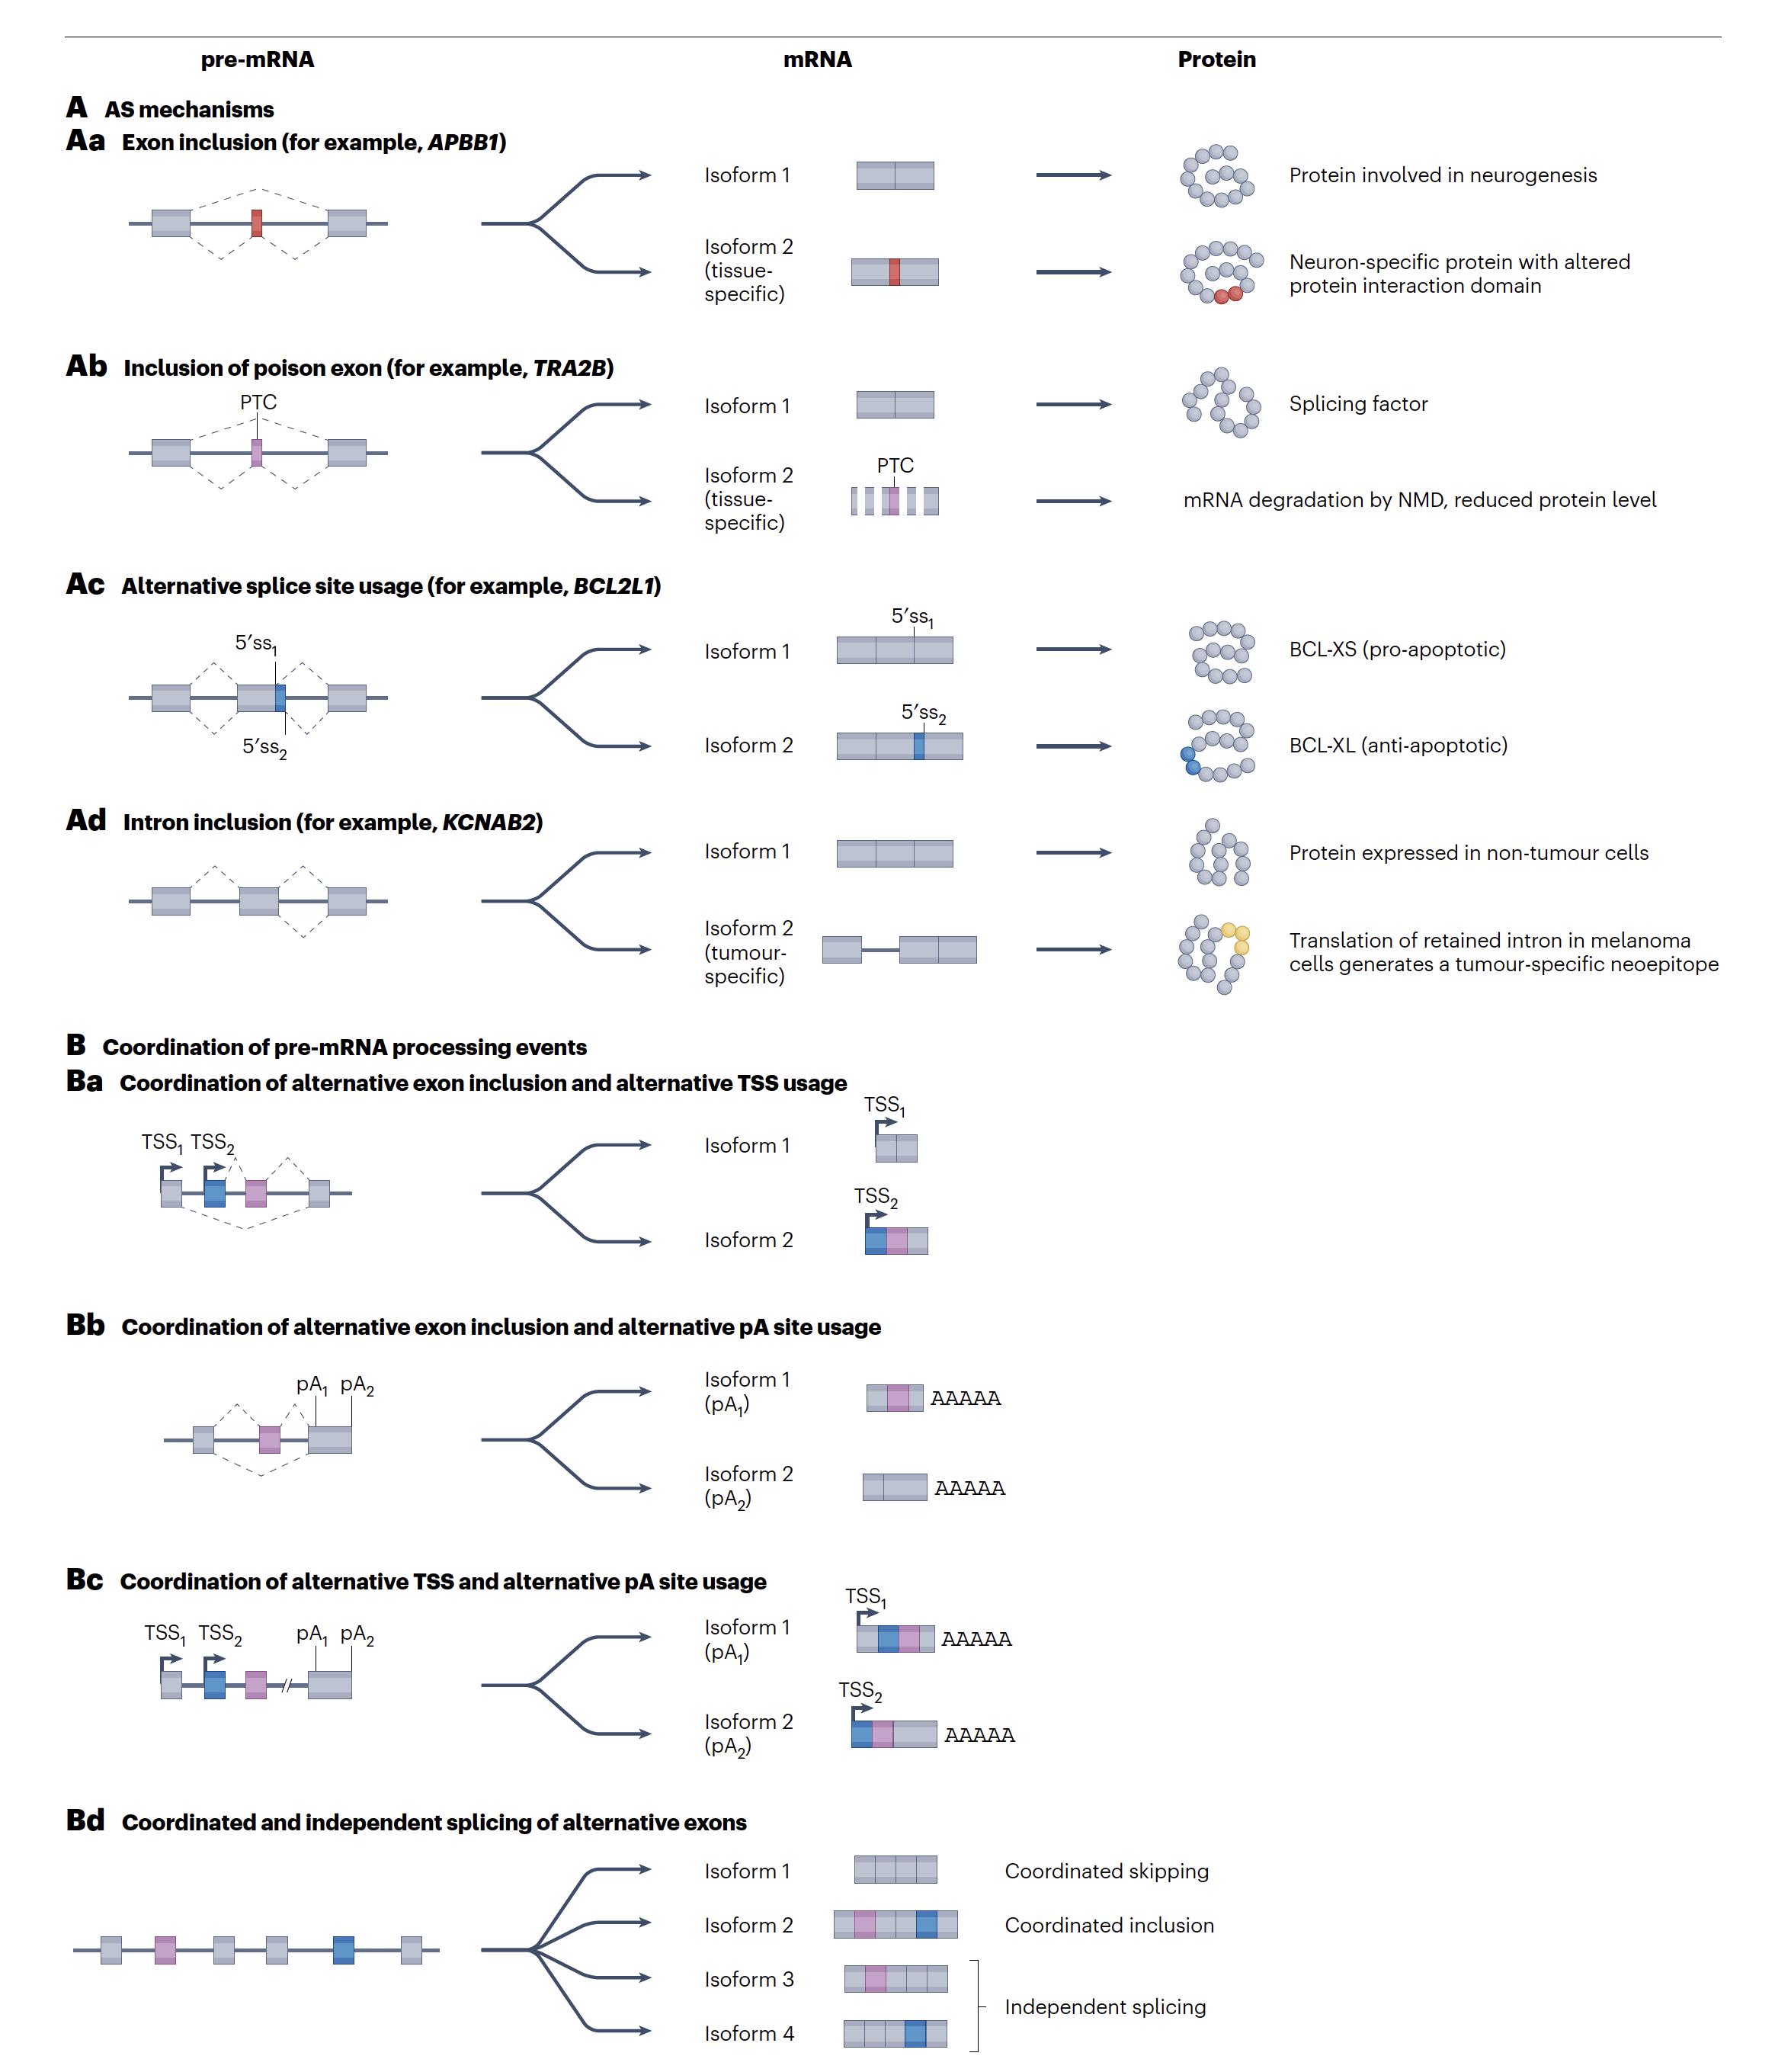 pre-mRNA mRNA Protein
A AS mechanisms
Aa Exon inclusion (for example, APBB1)
Isoform 1
Protein involved in neurogenesis
Isoform 2
(tissue-
specific)
Neuron-specific protein with altered
protein interaction domain
Ab Inclusion of poison exon (for example, TRA2B)
PTC
Isoform 1
Splicing factor
Isoform 2
(tissue-
specific)
PTC
mRNA degradation by NMD, reduced protein level
Ac Alternative splice site usage (for example, BCL2L1)
5′ss1
5′ss2
Isoform 1
5′ss1
BCL-XS (pro-apoptotic)
Isoform 2
5′ss2
BCL-XL (anti-apoptotic)
Ad Intron inclusion (for example, KCNAB2)
Isoform 1
Protein expressed in non-tumour cells
Isoform 2
(tumour-
specific)
Translation of retained intron in melanoma
cells generates a tumour-specific neoepitope
B Coordination of pre-mRNA processing events
Ba Coordination of alternative exon inclusion and alternative TSS usage
TSS1 TSS2
Isoform 1
TSS1
Isoform 2
TSS2
Bb Coordination of alternative exon inclusion and alternative pA site usage
pA1 pA2
Isoform 1
(pA1)
AAAAA
Isoform 2
(pA2)
AAAAA
Bc Coordination of alternative TSS and alternative pA site usage
TSS1 TSS2 pA1 pA2
Isoform 1
(pA1)
TSS1
AAAAA
Isoform 2
(pA2)
TSS2
AAAAA
Bd Coordinated and independent splicing of alternative exons
Isoform 1 Coordinated skipping
Isoform 2 Coordinated inclusion
Isoform 3
Independent splicing
Isoform 4